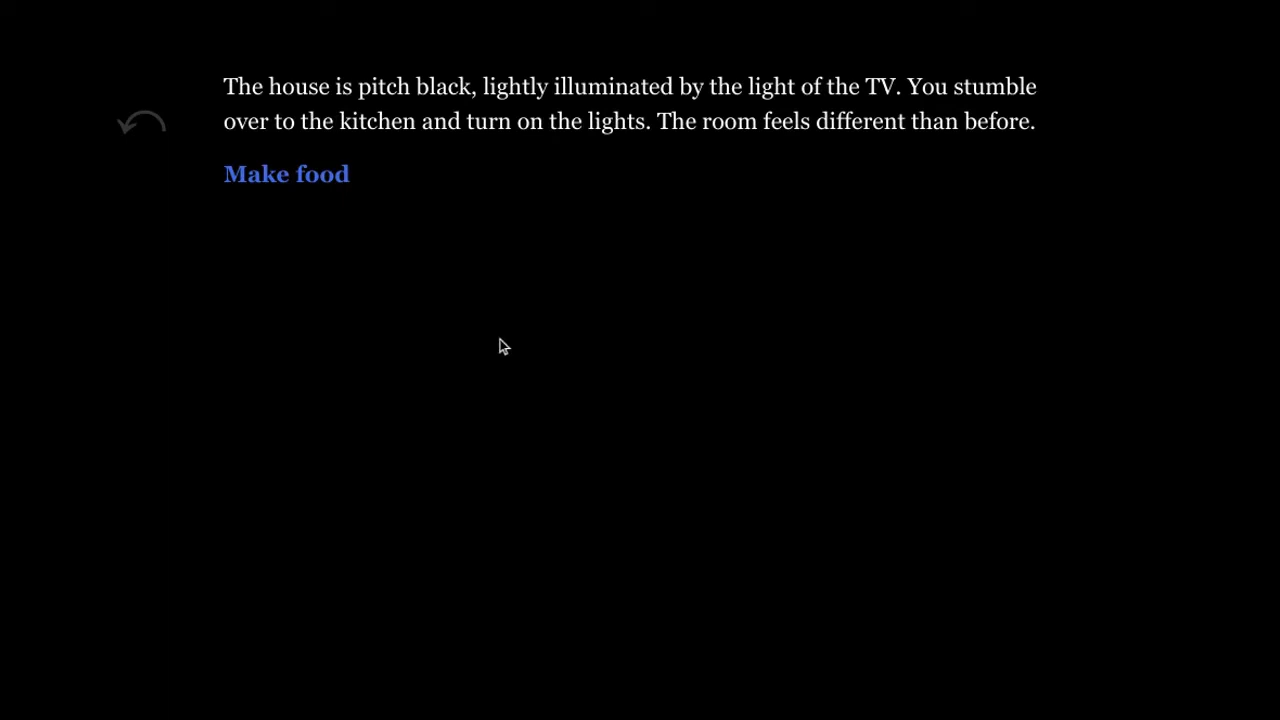 The house is pitch black, lightly illuminated by the light of the TV. You stumble
over to the kitchen and turn on the lights. The room feels different than before.
Make food